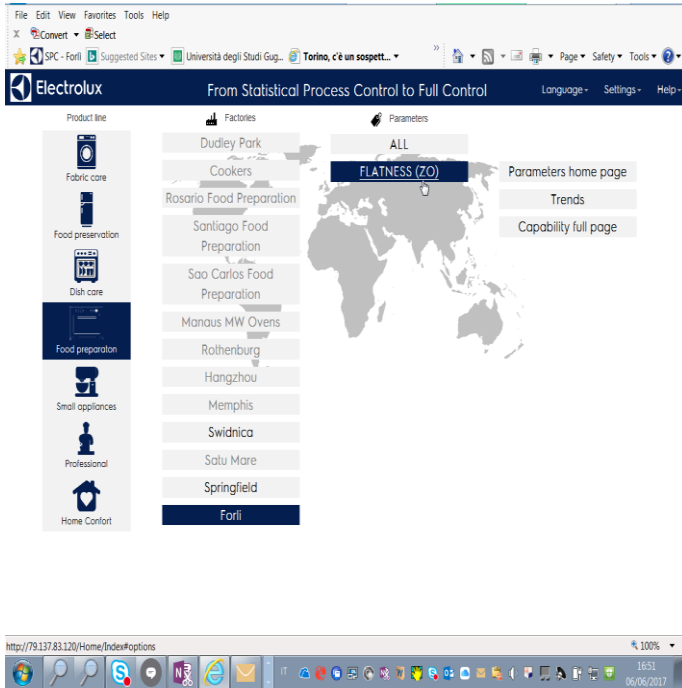 File Edit View Favorites Tools Help
X Convert ▾ Select
SPC - Forlì Suggested Sites ▾ Università degli Studi Gug... Torino, c'è un sospett... ▾ » Page ▾ Safety ▾ Tools ▾
Electrolux From Statistical Process Control to Full Control Language Settings Help
Product line Factories Parameters
Dudley Park ALL
Fabric care Cookers FLATNESS (ZO) Parameters home page
Rosario Food Preparation Trends
Food preservation Santiago Food Capability full page
Preparation
Dish care Sao Carlos Food
Preparation
Manaus MW Ovens
Food preparaton Rothenburg
Hangzhou
Small appliances Memphis
Swidnica
Professional Satu Mare
Springfield
Home Confort Forlì
http://79.137.83.120/Home/Index#options 100% ▾
IT 16:51
06/06/2017